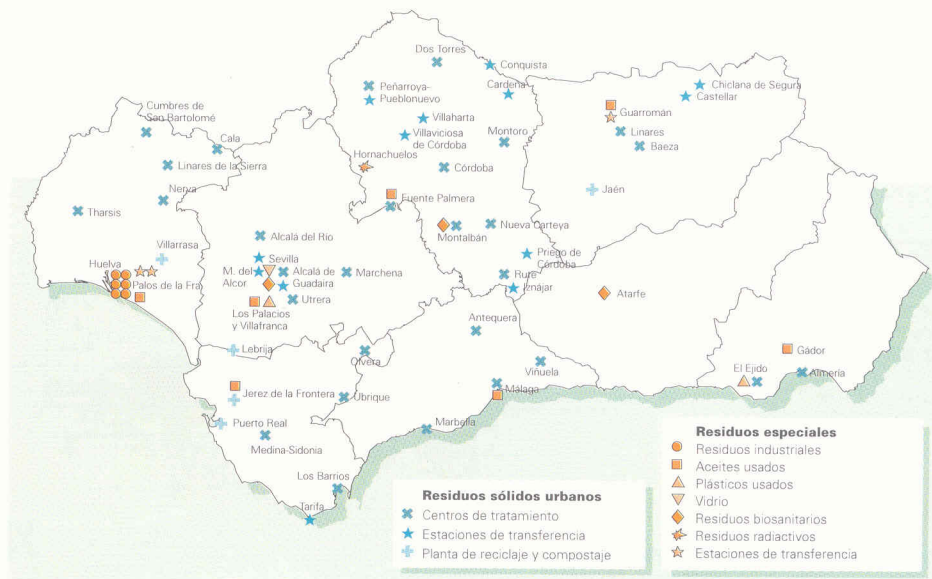 Dos Torres
Conquista
Peñarroya-
Pueblonuevo
Cardena
Chiclana de Segura
Castellar
Cumbres de
San Bartolomé
Villaharta
Guarromán
Cala
Villaviciosa
de Córdoba
Montoro
Linares
Baeza
Linares de la Sierra
Hornachuelos
Córdoba
Nerva
Fuente Palmera
Jaén
Tharsis
Nueva Carteya
Montalbán
Alcalá del Río
Villarrasa
Sevilla
Priego de
Córdoba
Huelva
M. del
Alcor
Alcalá de
Guadaira
Marchena
Rute
Palos de la Fra.
Iznájar
Atarfe
Utrera
Los Palacios
y Villafranca
Antequera
Lebrija
Olvera
Viñuela
Gádor
El Ejido
Almería
Málaga
Jerez de la Frontera
Ubrique
Puerto Real
Marbella
Medina-Sidonia
Los Barrios
Tarifa
Residuos sólidos urbanos
Centros de tratamiento
Estaciones de transferencia
Planta de reciclaje y compostaje
Residuos especiales
Residuos industriales
Aceites usados
Plásticos usados
Vidrio
Residuos biosanitarios
Residuos radiactivos
Estaciones de transferencia